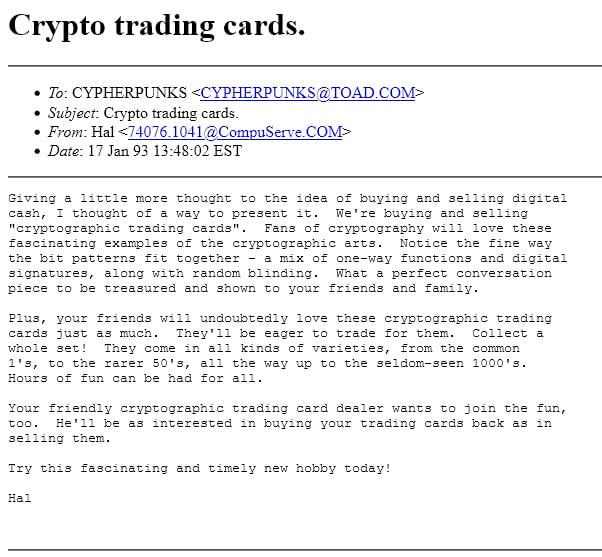 Crypto trading cards.
• To: CYPHERPUNKS <CYPHERPUNKS@TOAD.COM>
• Subject: Crypto trading cards.
• From: Hal <74076.1041@CompuServe.COM>
• Date: 17 Jan 93 13:48:02 EST
Giving a little more thought to the idea of buying and selling digital
cash, I thought of a way to present it.  We're buying and selling
"cryptographic trading cards".  Fans of cryptography will love these
fascinating examples of the cryptographic arts.  Notice the fine way
the bit patterns fit together - a mix of one-way functions and digital
signatures, along with random blinding.  What a perfect conversation
piece to be treasured and shown to your friends and family.

Plus, your friends will undoubtedly love these cryptographic trading
cards just as much.  They'll be eager to trade for them.  Collect a
whole set!  They come in all kinds of varieties, from the common
1's, to the rarer 50's, all the way up to the seldom-seen 1000's.
Hours of fun can be had for all.

Your friendly cryptographic trading card dealer wants to join the fun,
too.  He'll be as interested in buying your trading cards back as in
selling them.

Try this fascinating and timely new hobby today!

Hal